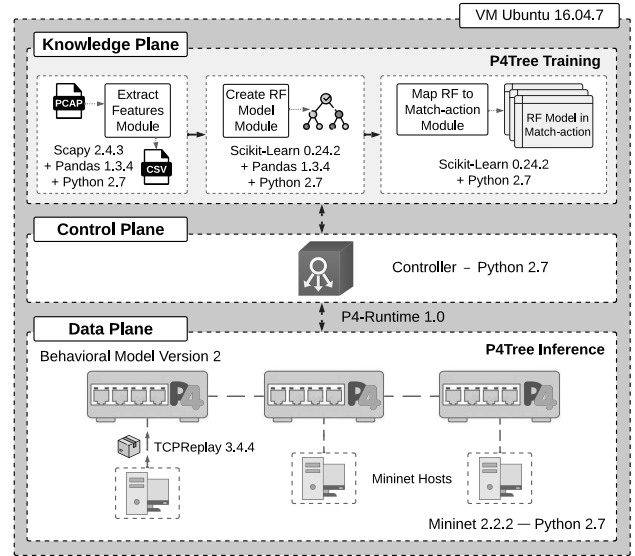 VM Ubuntu 16.04.7
Knowledge Plane
P4Tree Training
PCAP
Extract
Features
Module
CSV
Scapy 2.4.3
+ Pandas 1.3.4
+ Python 2.7
Create RF
Model
Module
Scikit-Learn 0.24.2
+ Pandas 1.3.4
+ Python 2.7
Map RF to
Match-action
Module
RF Model in
Match-action
Scikit-Learn 0.24.2
+ Python 2.7
Control Plane
Controller - Python 2.7
P4-Runtime 1.0
Data Plane
Behavioral Model Version 2
P4Tree Inference
P4
P4
P4
TCPReplay 3.4.4
Mininet Hosts
Mininet 2.2.2 — Python 2.7